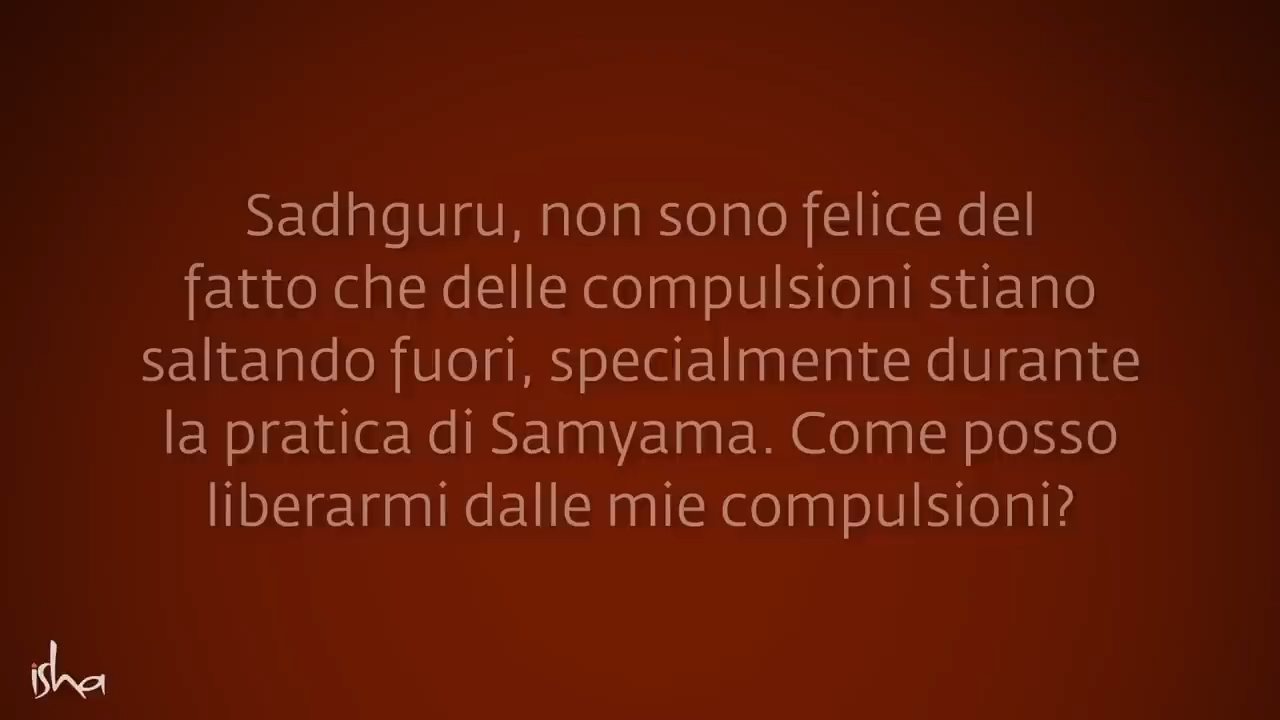 Sadhguru, non sono felice del
fatto che delle compulsioni stiano
saltando fuori, specialmente durante
la pratica di Samyama. Come posso
liberarmi dalle mie compulsioni?
isha